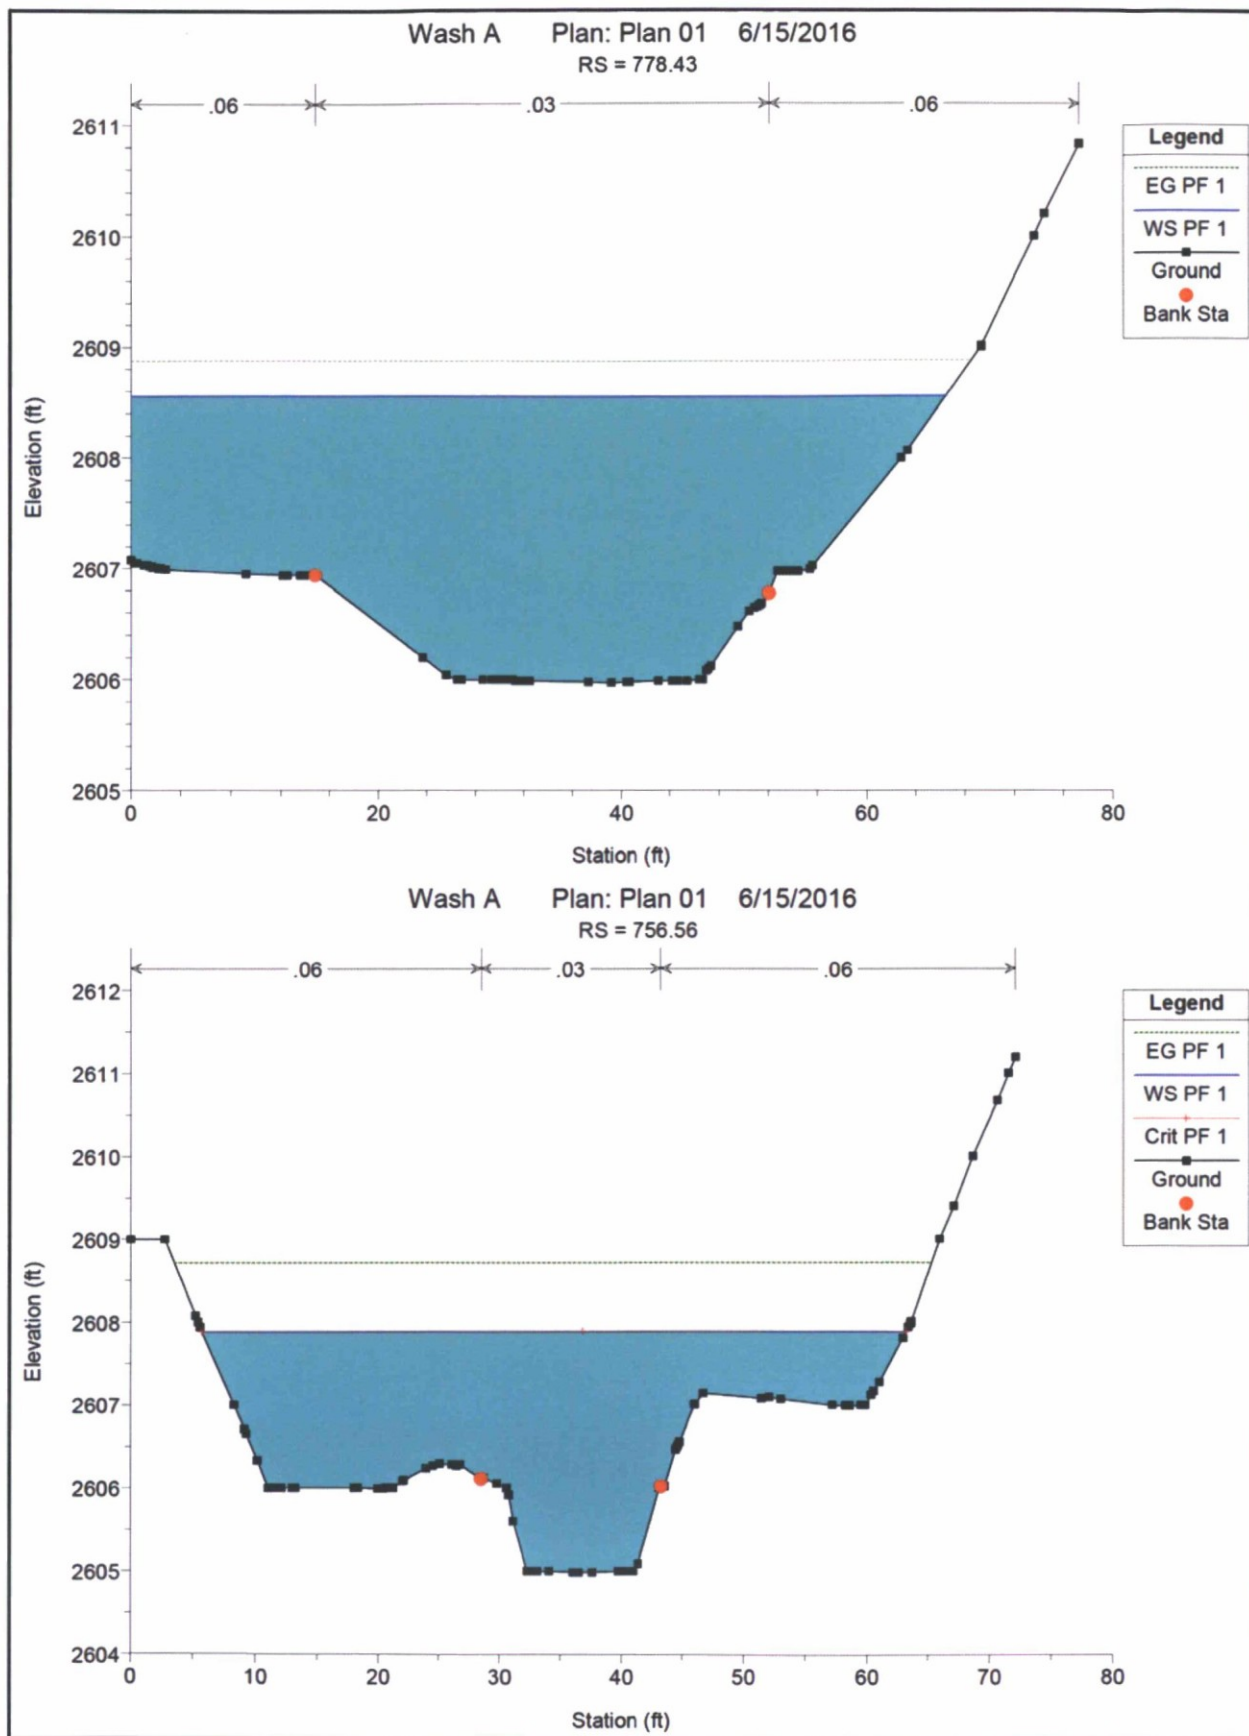 Wash A Plan: Plan 01 6/15/2016
RS = 778.43
.06 .03 .06
2611
2610
2609
2608
2607
2606
2605
Elevation (ft)
0 20 40 60 80
Station (ft)
Legend
EG PF 1
WS PF 1
Ground
Bank Sta
Wash A Plan: Plan 01 6/15/2016
RS = 756.56
.06 .03 .06
2612
2611
2610
2609
2608
2607
2606
2605
2604
Elevation (ft)
0 10 20 30 40 50 60 70 80
Station (ft)
Legend
EG PF 1
WS PF 1
Crit PF 1
Ground
Bank Sta